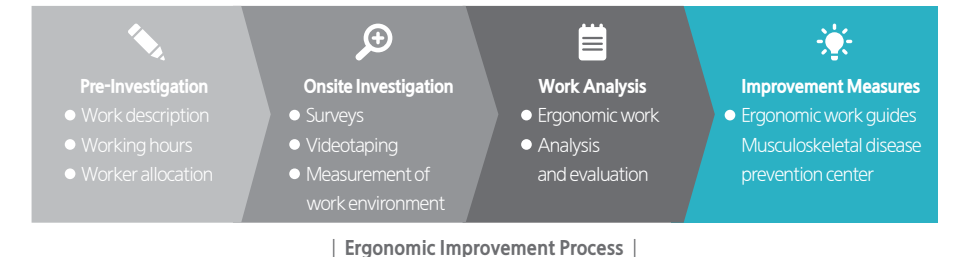 Pre-Investigation
● Work description
● Working hours
● Worker allocation
Onsite Investigation
● Surveys
● Videotaping
● Measurement of
work environment
Work Analysis
● Ergonomic work
● Analysis
and evaluation
Improvement Measures
● Ergonomic work guides
Musculoskeletal disease
prevention center
| Ergonomic Improvement Process |